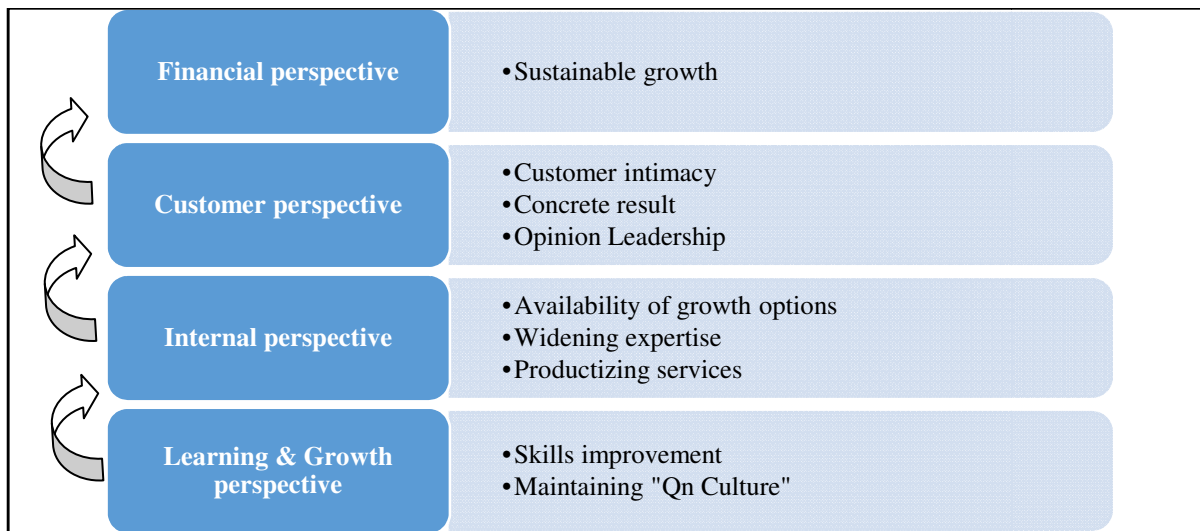 Financial perspective
•Sustainable growth
Customer perspective
•Customer intimacy
•Concrete result
•Opinion Leadership
Internal perspective
•Availability of growth options
•Widening expertise
•Productizing services
Learning & Growth
perspective
•Skills improvement
•Maintaining "Qn Culture"